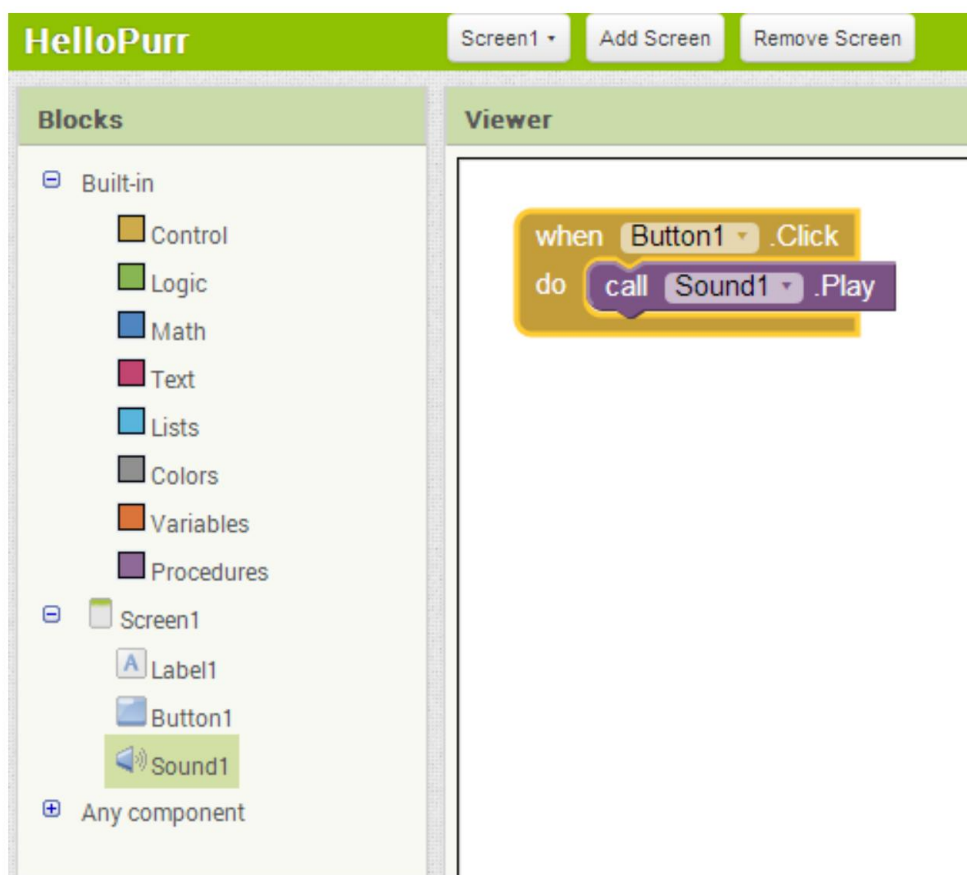 HelloPurr
Screen1 Add Screen Remove Screen
Blocks
Built-in
Control
Logic
Math
Text
Lists
Colors
Variables
Procedures
Screen1
A Label1
Button1
Sound1
Any component
Viewer
when Button1 .Click
do call Sound1 .Play